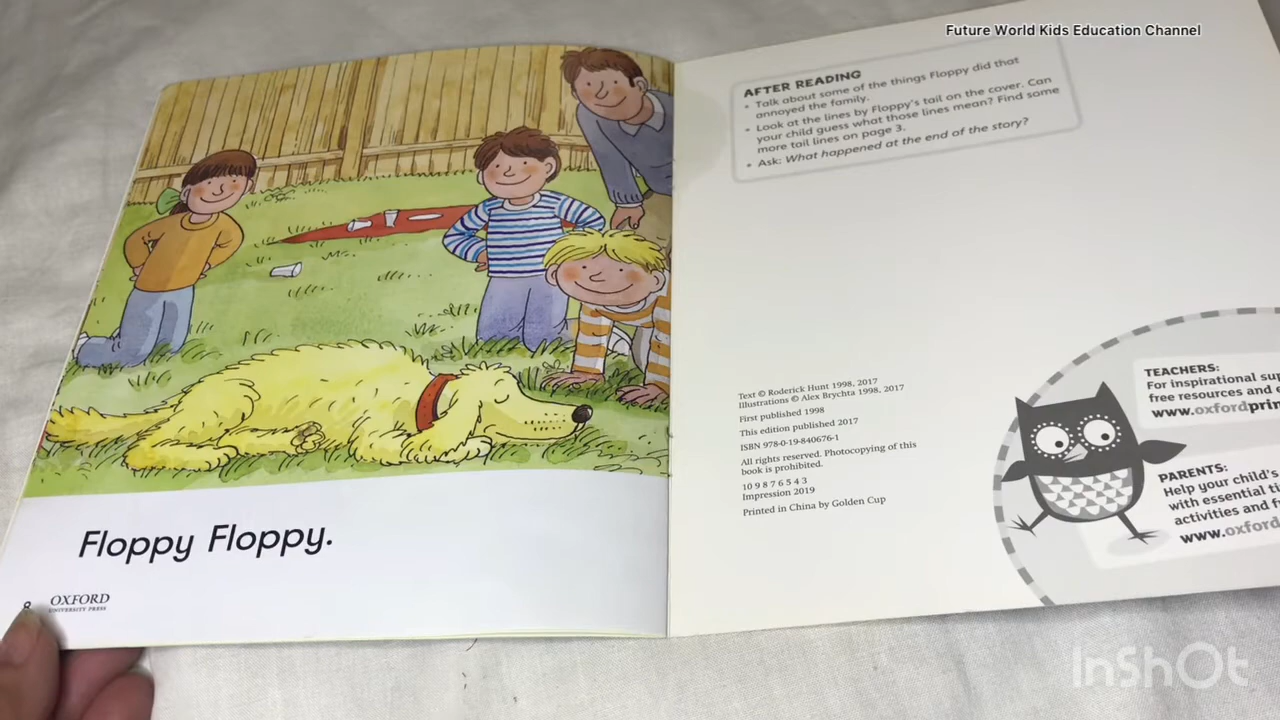 Future World Kids Education Channel
Floppy Floppy.
8
OXFORD
UNIVERSITY PRESS
AFTER READING
• Talk about some of the things Floppy did that
annoyed the family.
• Look at the lines by Floppy's tail on the cover. Can
your child guess what those lines mean? Find some
more tail lines on page 3.
• Ask: What happened at the end of the story?
Text © Roderick Hunt 1998, 2017
Illustrations © Alex Brychta 1998, 2017
First published 1998
This edition published 2017
ISBN 978-0-19-840676-1
All rights reserved. Photocopying of this
book is prohibited.
10 9 8 7 6 5 4 3
Impression 2019
Printed in China by Golden Cup
TEACHERS:
For inspirational sup
free resources and e
www.oxfordprin
PARENTS:
Help your child's
with essential ti
activities and f
www.oxford
InShOt